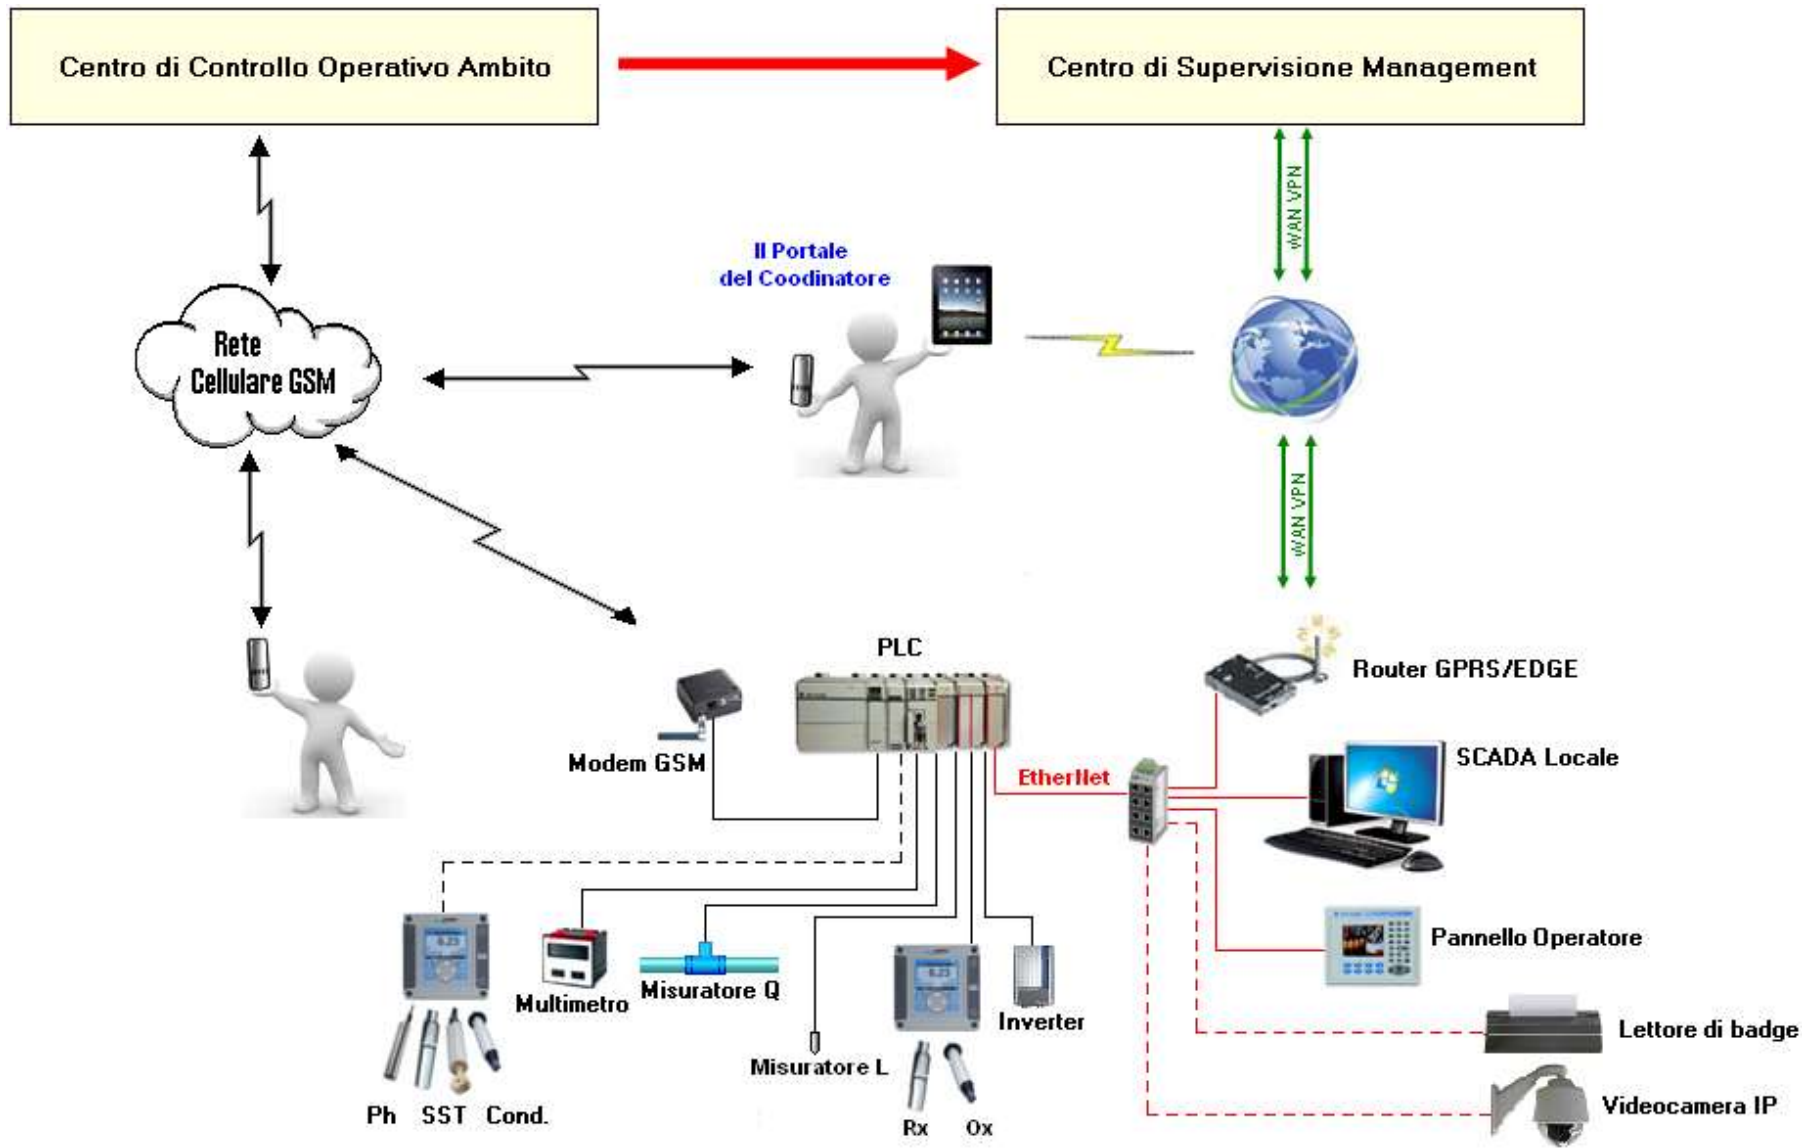 Centro di Controllo Operativo Ambito
Centro di Supervisione Management
WAN VPN
Il Portale
del Coodinatore
Rete
Cellulare GSM
WAN VPN
PLC
Router GPRS/EDGE
Modem GSM
EtherNet
SCADA Locale
Multimetro
Misuratore Q
Inverter
Pannello Operatore
Misuratore L
Lettore di badge
Ph SST Cond.
Rx Ox
Videocamera IP